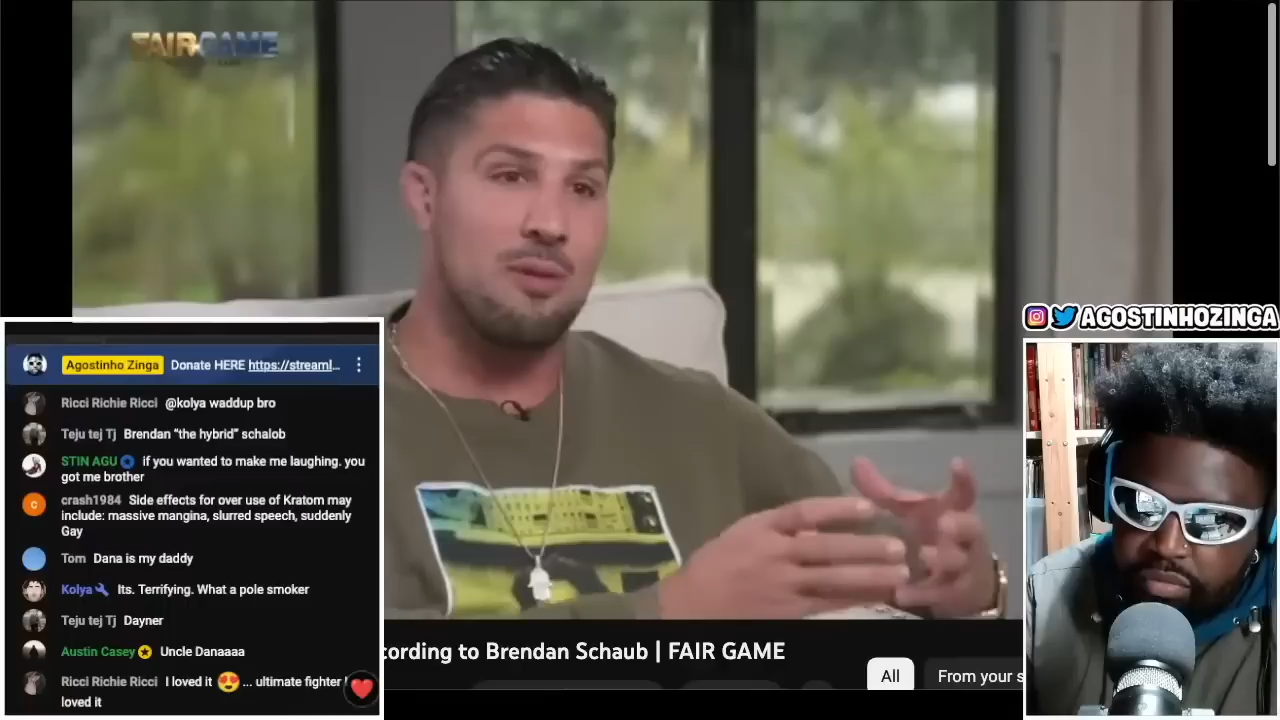 FAIR GAME
AGOSTINHOZINGA
Agostinho Zinga Donate HERE https://streaml...
Ricci Richie Ricci @kolya waddup bro
Teju tej Tj Brendan “the hybrid” schalob
STIN AGU if you wanted to make me laughing. you
got me brother
crash1984 Side effects for over use of Kratom may
include: massive mangina, slurred speech, suddenly
Gay
Tom Dana is my daddy
Kolya Its. Terrifying. What a pole smoker
Teju tej Tj Dayner
Austin Casey Uncle Danaaaa
Ricci Richie Ricci I loved it 😍 ... ultimate fighter I
loved it
cording to Brendan Schaub | FAIR GAME
All From your s